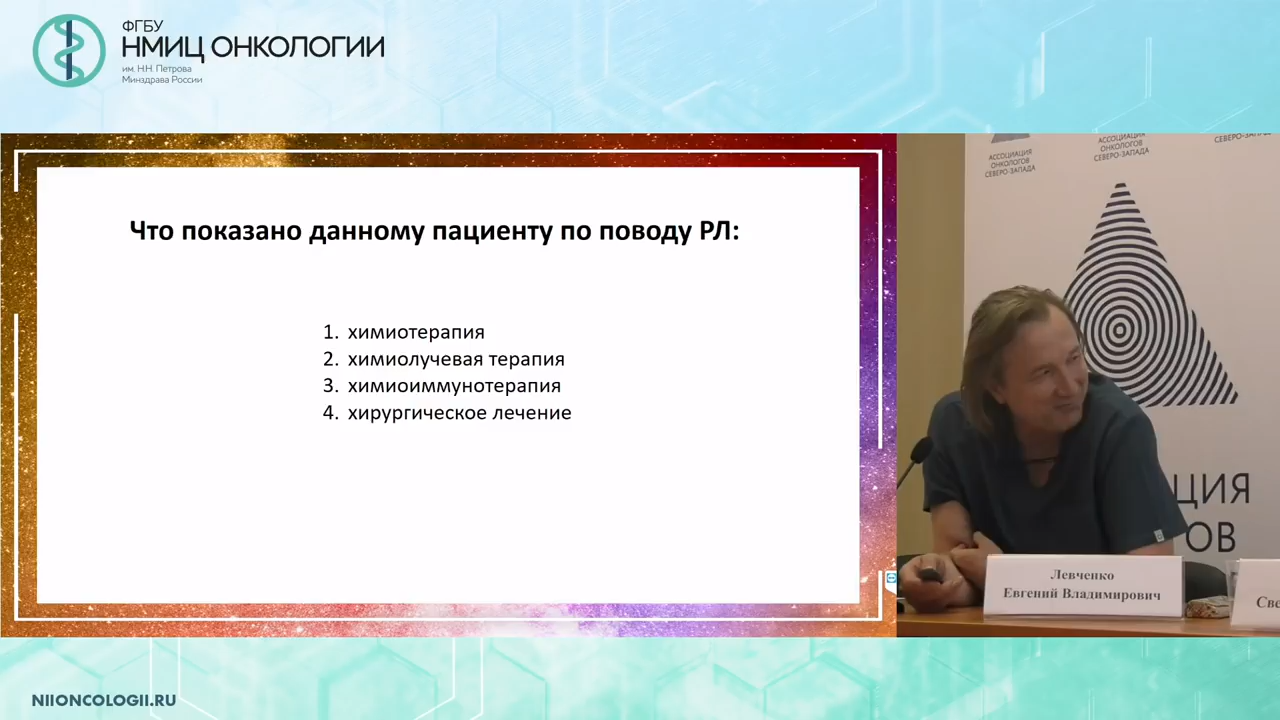 ФГБУ
НМИЦ ОНКОЛОГИИ
им. Н.Н. Петрова
Минздрава России
Что показано данному пациенту по поводу РЛ:
1. химиотерапия
2. химиолучевая терапия
3. химиоиммунотерапия
4. хирургическое лечение
АССОЦИАЦИЯ
ОНКОЛОГОВ
СЕВЕРО-ЗАПАДА
АССОЦИАЦИЯ
ОНКОЛОГОВ
СЕВЕРО-ЗАПАДА
СЕВЕРО-ЗА
ЦИЯ
ОВ
Левченко
Евгений Владимирович
Све
NIIONCOLOGII.RU